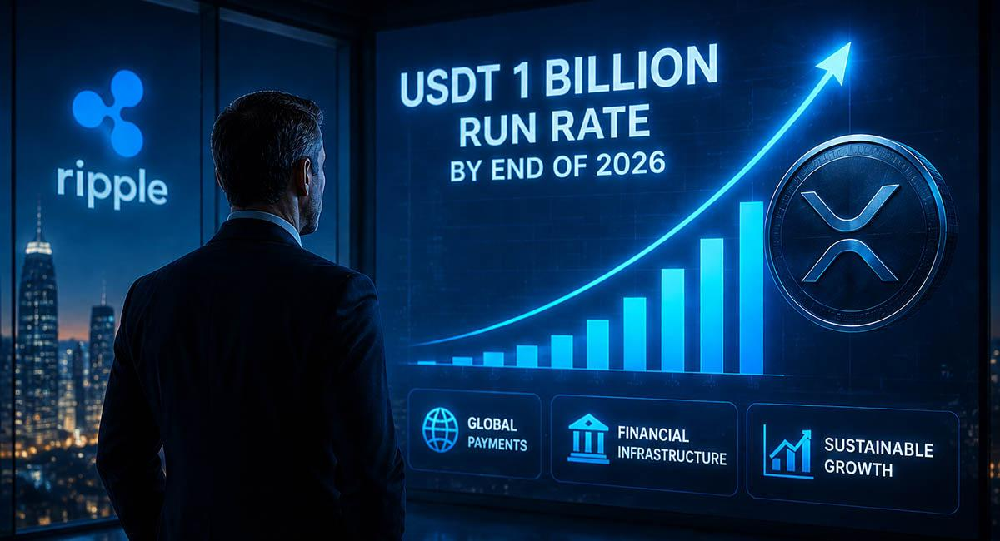 ripple
USDT 1 BILLION
RUN RATE
BY END OF 2026
GLOBAL
PAYMENTS
FINANCIAL
INFRASTRUCTURE
SUSTAINABLE
GROWTH